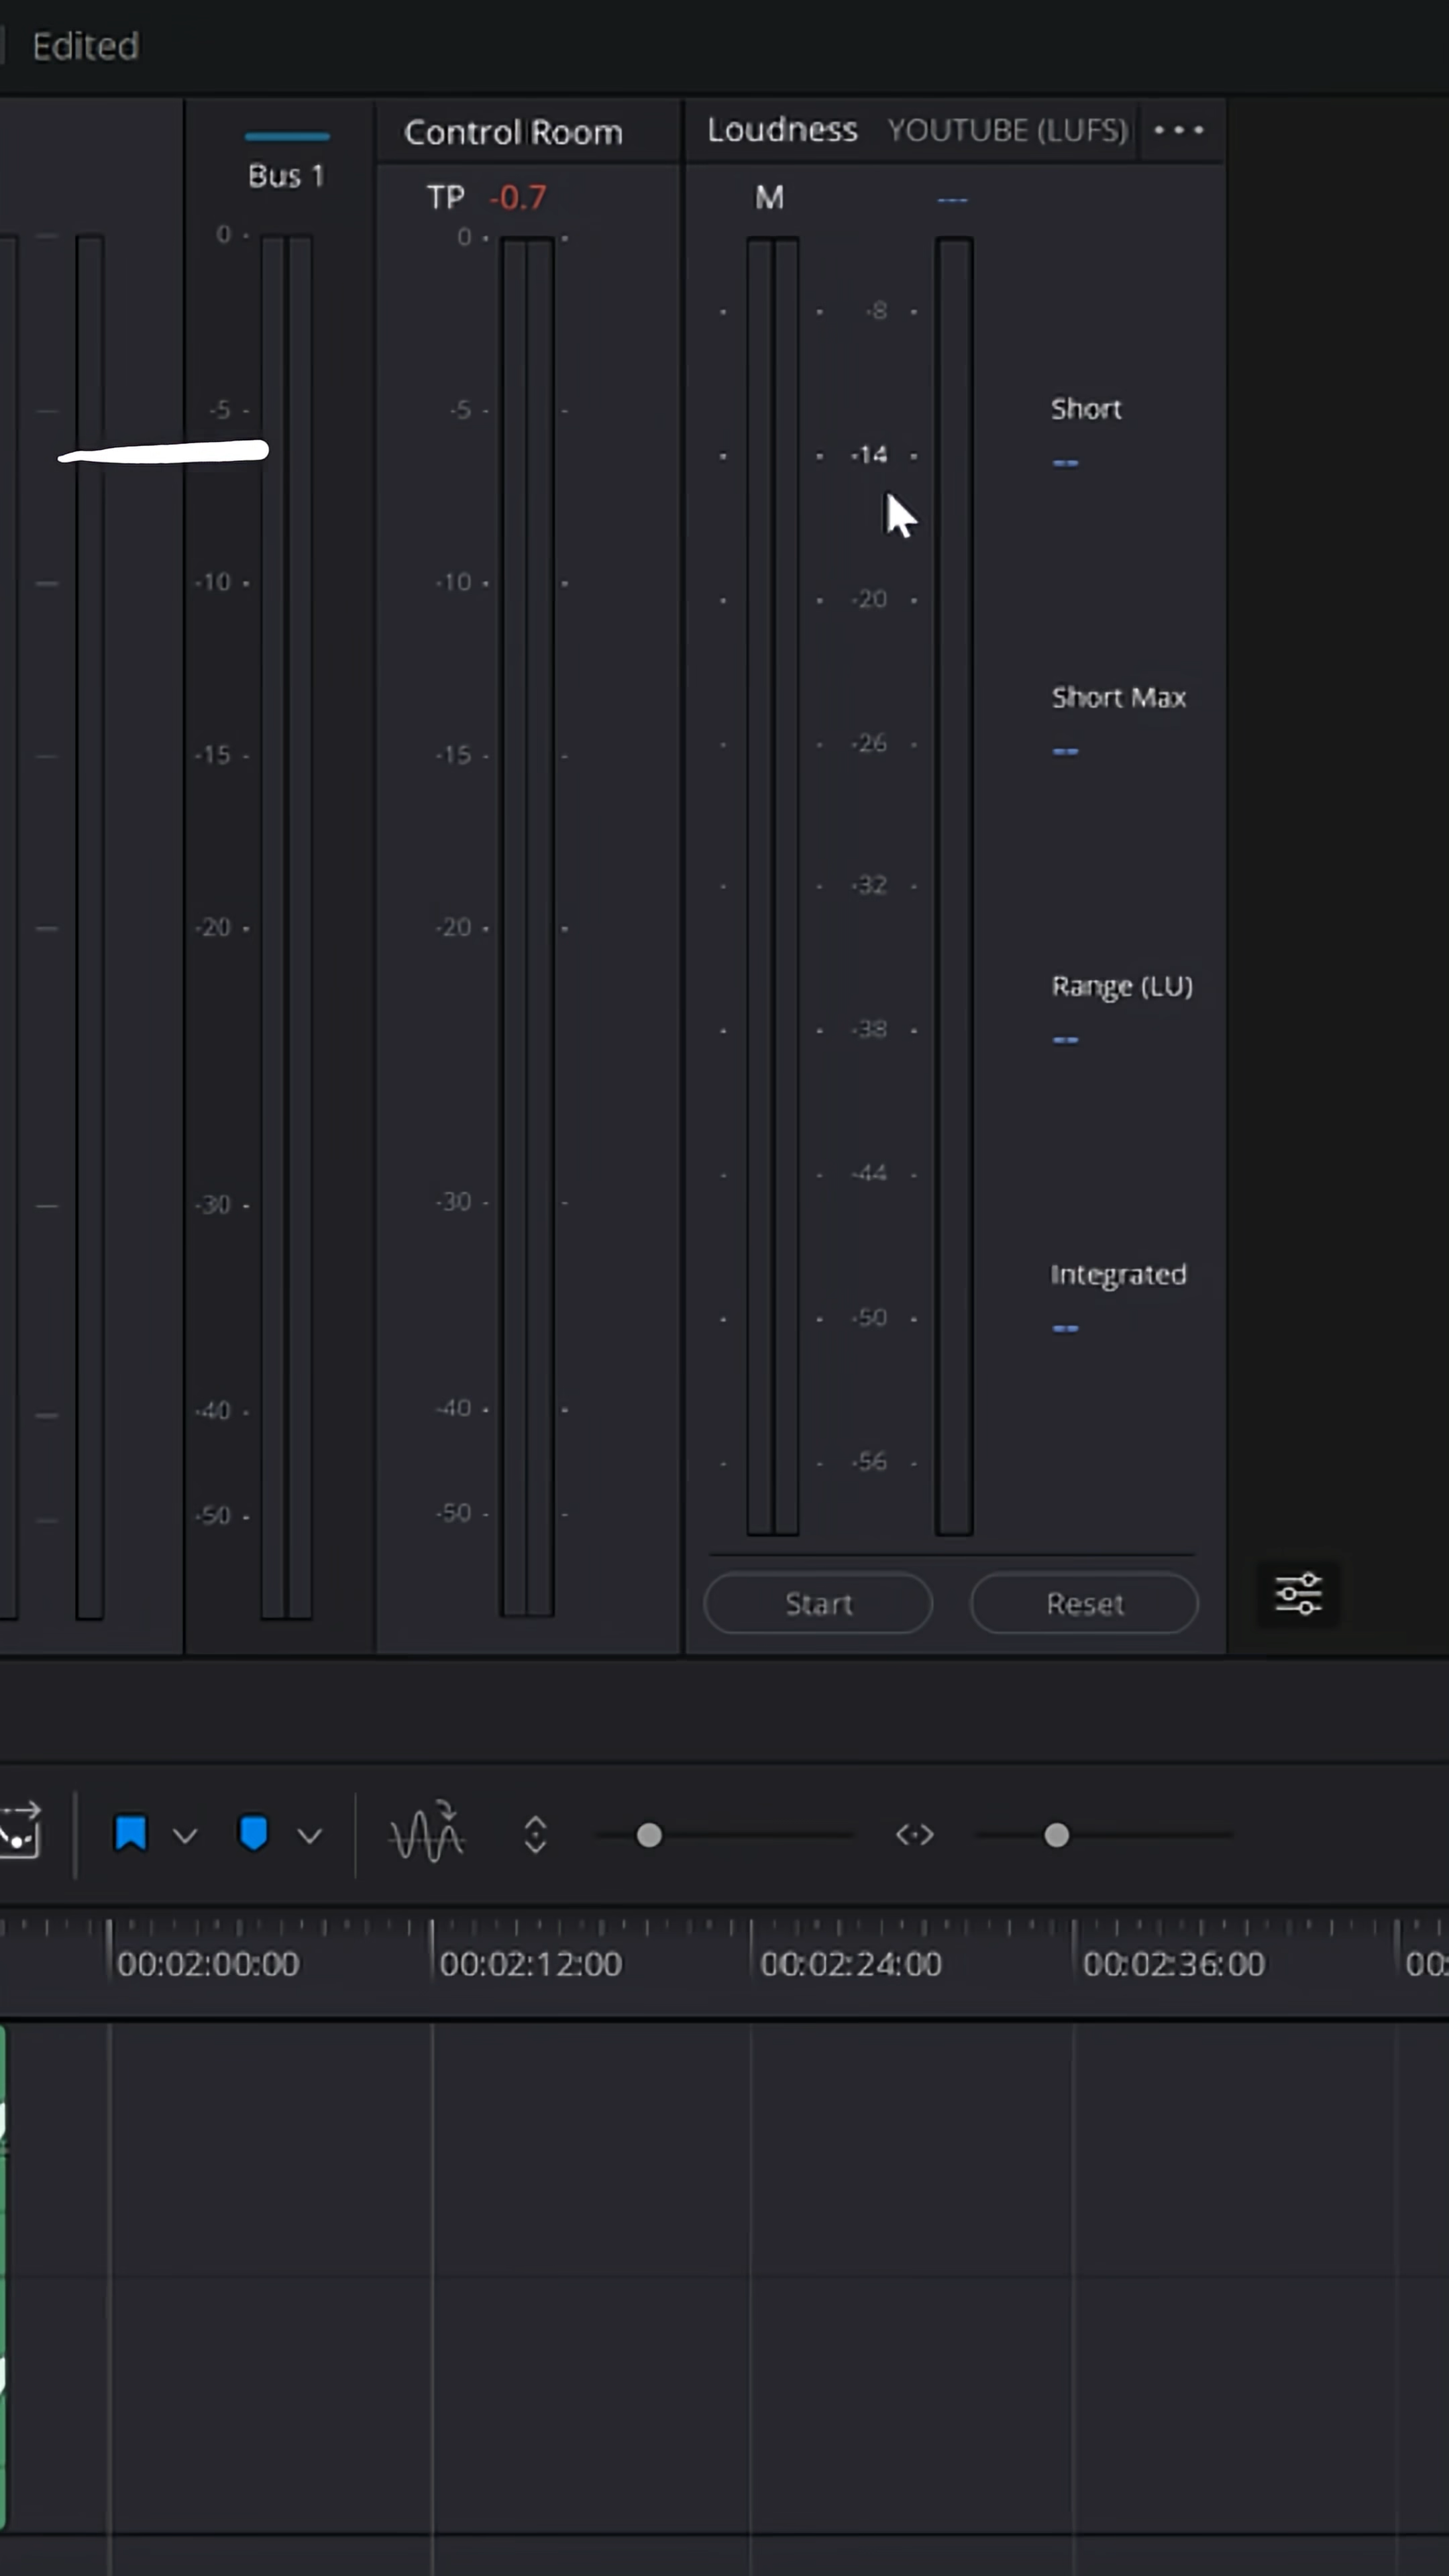 Edited
Bus 1
Control Room
Loudness YOUTUBE (LUFS) •••
TP -0.7
M ---
0
-5
-10
-15
-20
-30
-40
-50
0
-5
-10
-15
-20
-30
-40
-50
-8
-14
-20
-26
-32
-38
-44
-50
-56
Short
--
Short Max
--
Range (LU)
--
Integrated
--
Start Reset
00:02:00:00 00:02:12:00 00:02:24:00 00:02:36:00 00: